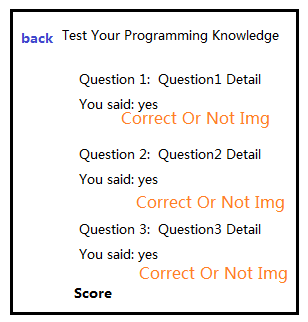 back Test Your Programming Knowledge
Question 1: Question1 Detail
You said: yes
Correct Or Not Img
Question 2: Question2 Detail
You said: yes
Correct Or Not Img
Question 3: Question3 Detail
You said: yes
Correct Or Not Img
Score